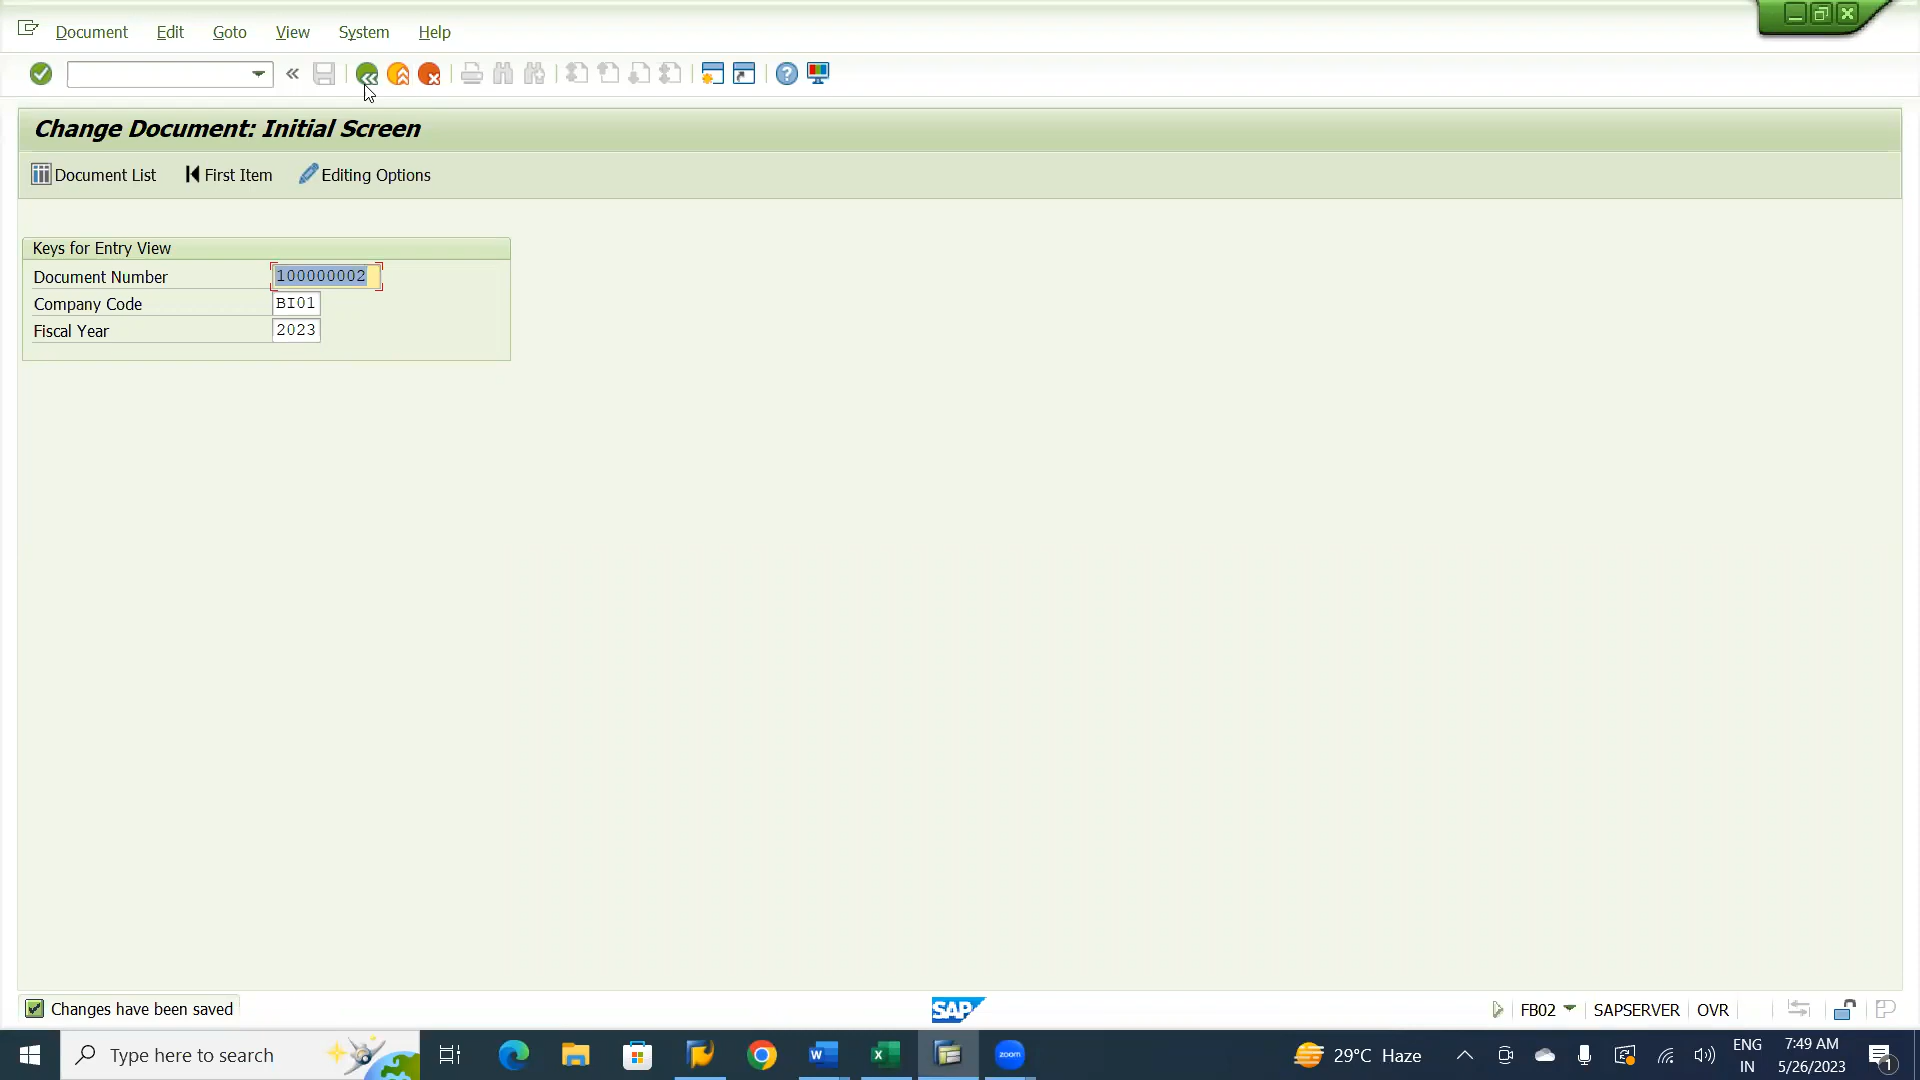 Document Edit Goto View System Help
Change Document: Initial Screen
Document List First Item Editing Options
Keys for Entry View
Document Number 100000002
Company Code BI01
Fiscal Year 2023
Changes have been saved
SAP
FB02 SAPSERVER OVR
Type here to search
zoom
29°C Haze
ENG
IN
7:49 AM
5/26/2023
1